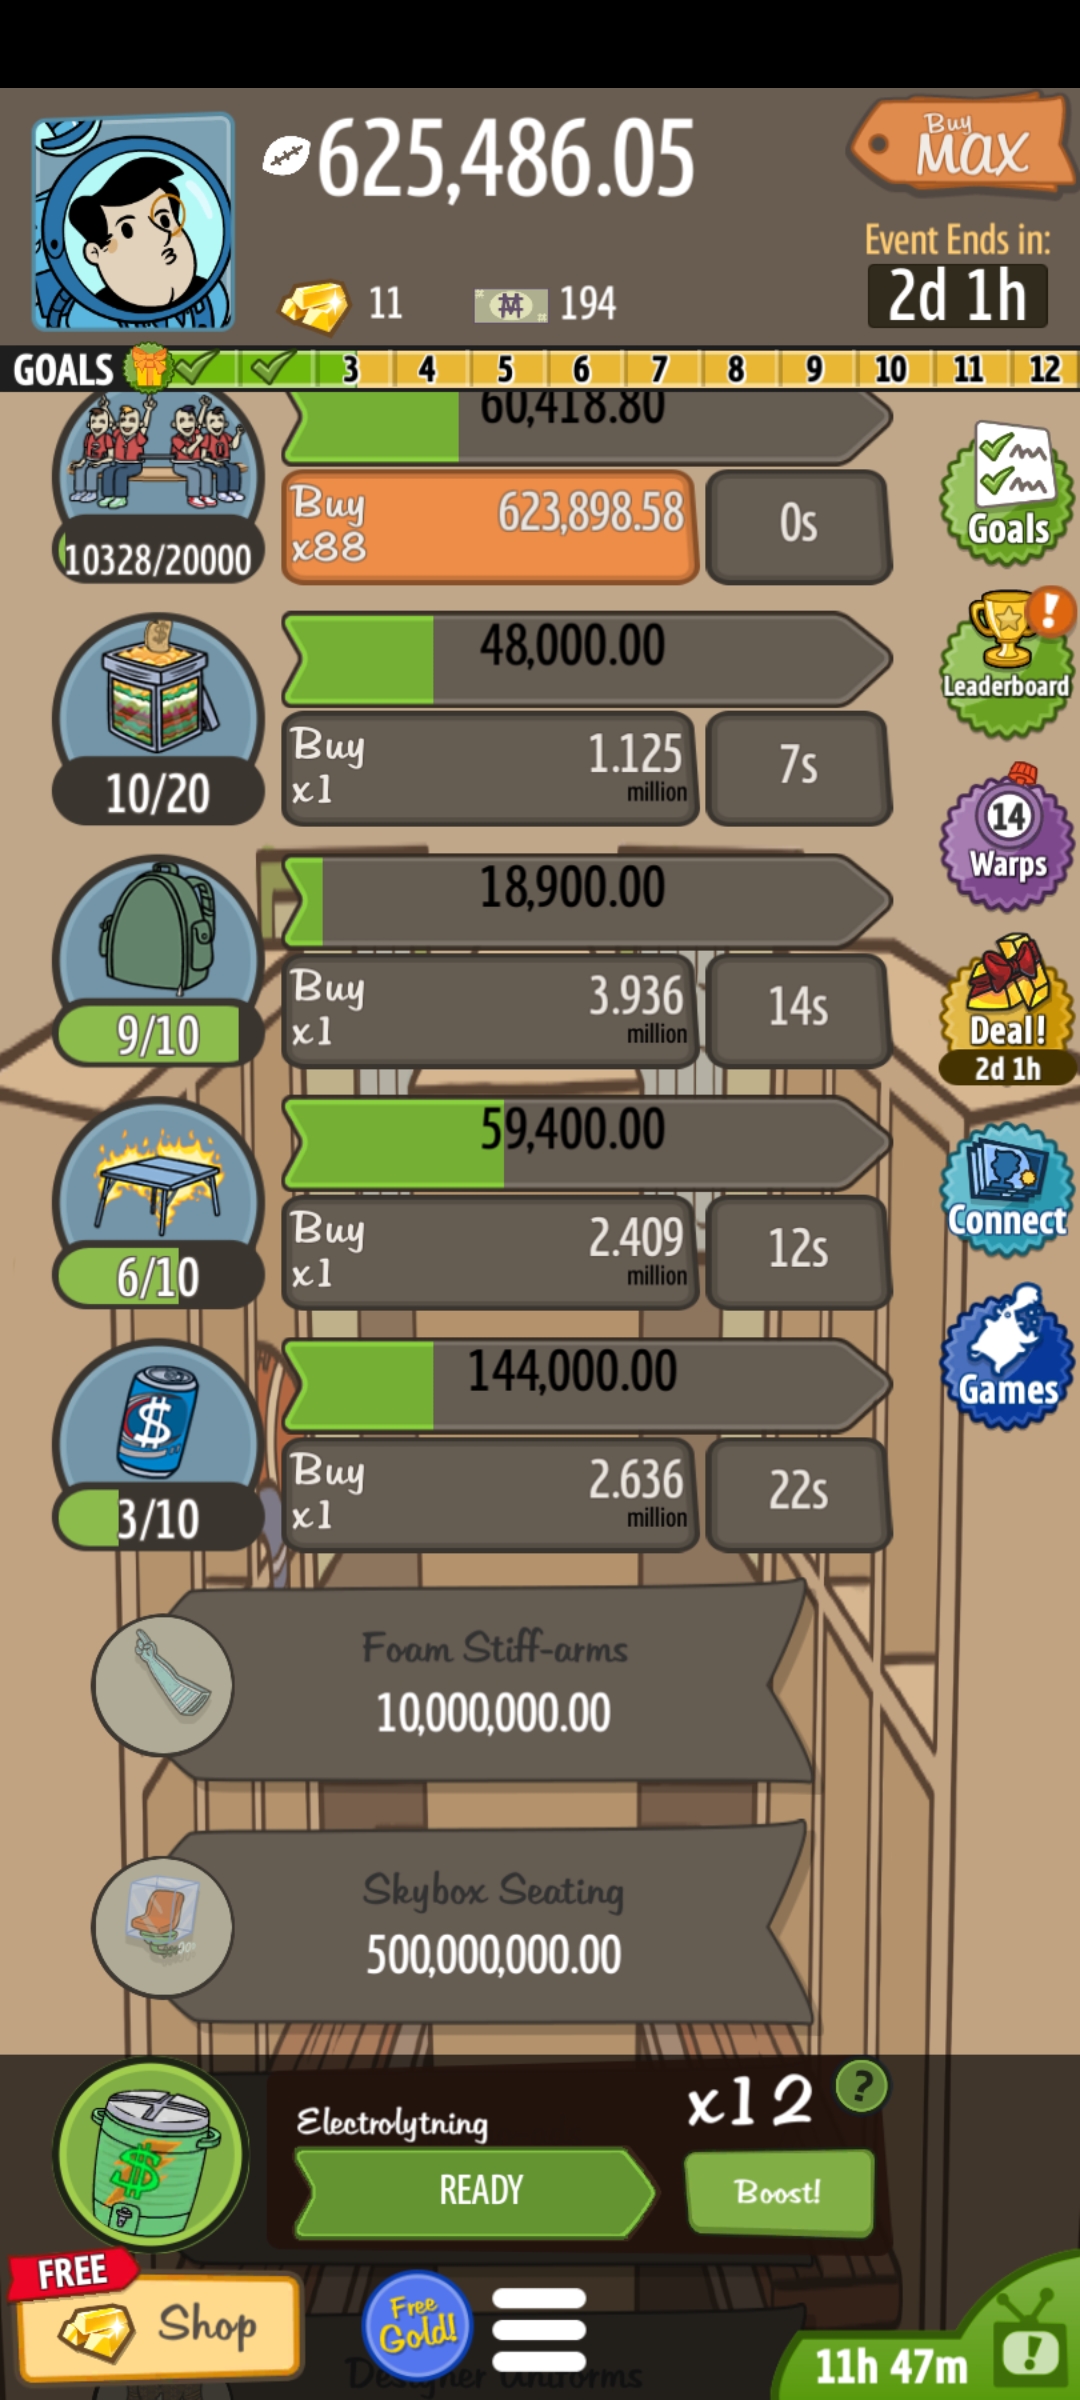 625,486.05
Buy
MAX
Event Ends in:
2d 1h
11
194
GOALS 3 4 5 6 7 8 9 10 11 12
60,418.80
Buy
x88
623,898.58
0s
10328/20000
Goals
48,000.00
Buy
x1
1.125
million
7s
10/20
!
Leaderboard
18,900.00
Buy
x1
3.936
million
14s
9/10
14
Warps
Deal!
2d 1h
59,400.00
Buy
x1
2.409
million
12s
6/10
Connect
144,000.00
Buy
x1
2.636
million
22s
3/10
Games
Foam Stiff-arms
10,000,000.00
Skybox Seating
500,000,000.00
Electrolytning
x12
?
READY
Boost!
FREE
Shop
Free
Gold!
Designer Uniforms
11h 47m
!